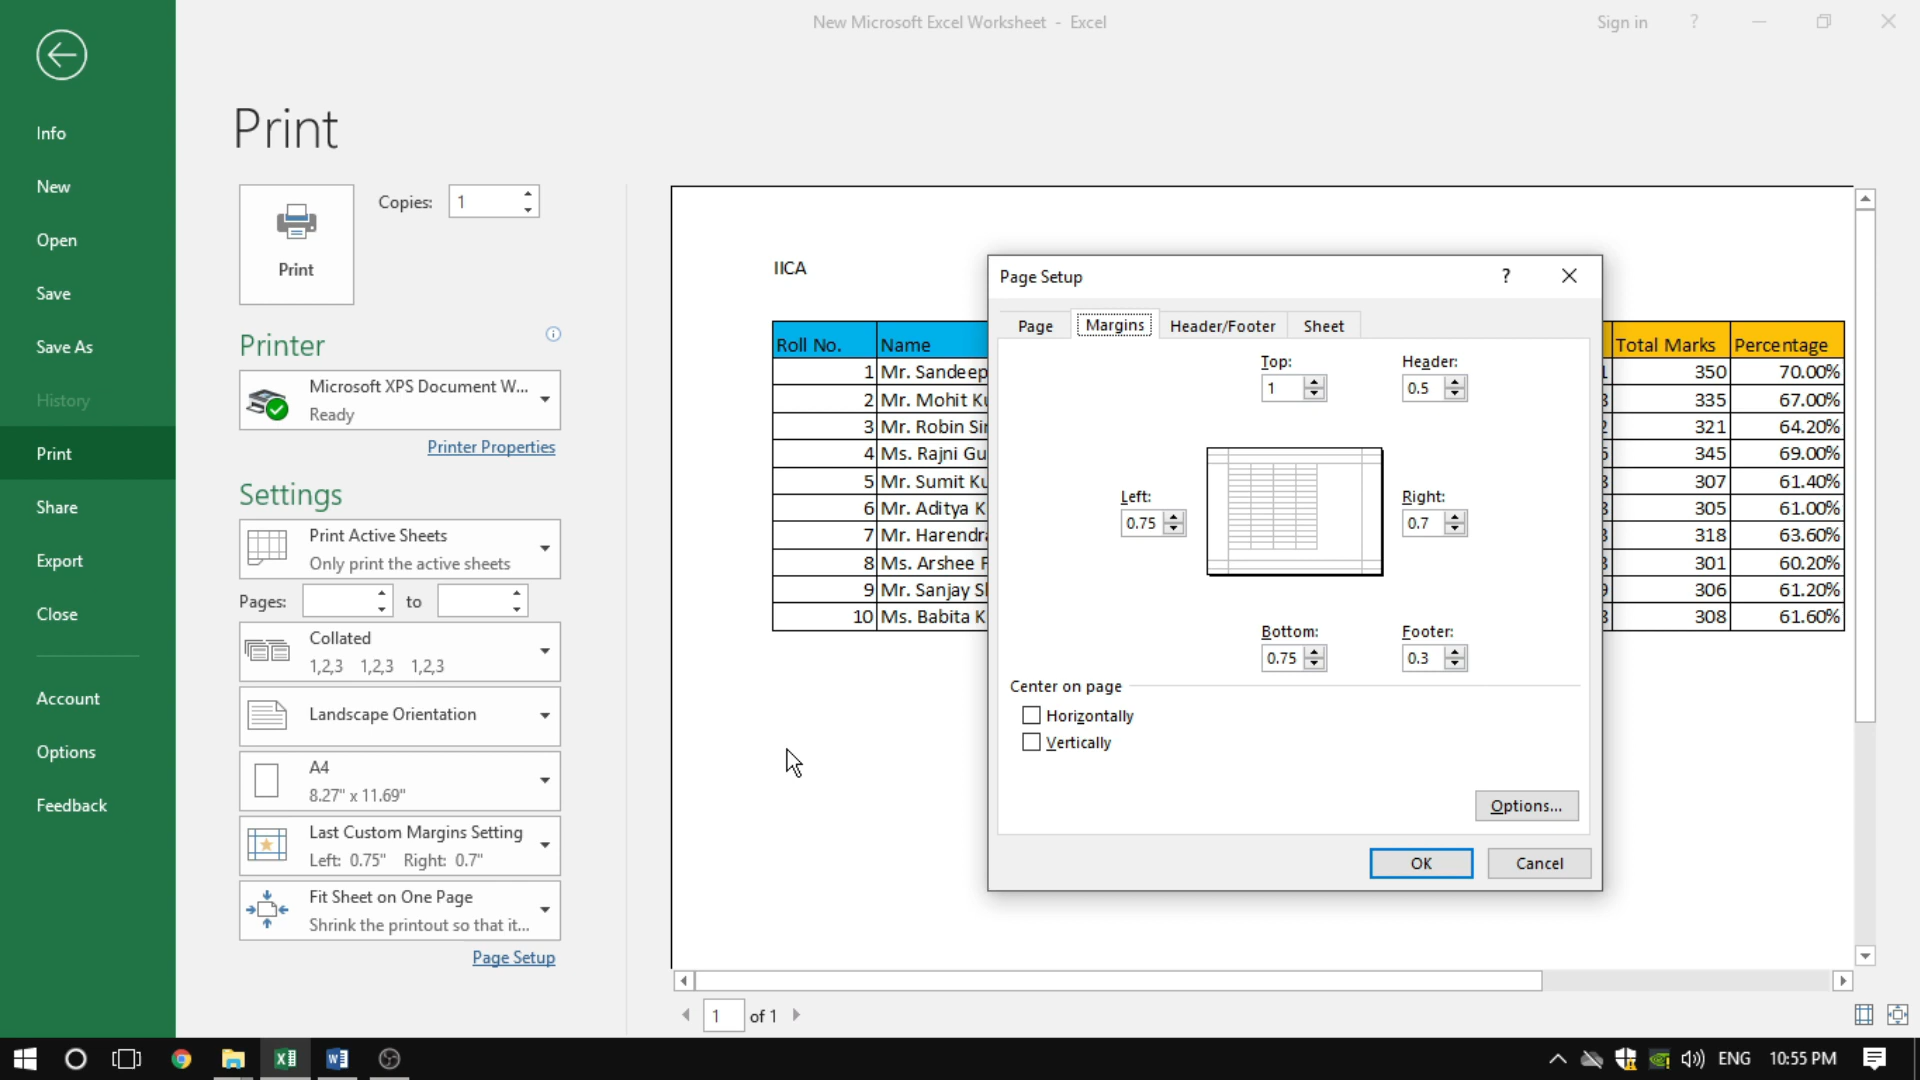 New Microsoft Excel Worksheet - Excel
Sign in
?
Info
New
Open
Save
Save As
History
Print
Share
Export
Close
Account
Options
Feedback
Print
Print
Copies: 1
Printer
Microsoft XPS Document W...
Ready
Printer Properties
Settings
Print Active Sheets
Only print the active sheets
Pages: to
Collated
1,2,3 1,2,3 1,2,3
Landscape Orientation
A4
8.27" x 11.69"
Last Custom Margins Setting
Left: 0.75" Right: 0.7"
Fit Sheet on One Page
Shrink the printout so that it...
Page Setup
IICA
Roll No. Name Total Marks Percentage
1 Mr. Sandeep 350 70.00%
2 Mr. Mohit 335 67.00%
3 Mr. Robin 321 64.20%
4 Ms. Rajni 345 69.00%
5 Mr. Sumit 307 61.40%
6 Mr. Aditya K 305 61.00%
7 Mr. Harendr 318 63.60%
8 Ms. Arshee 301 60.20%
9 Mr. Sanjay 306 61.20%
10 Ms. Babita K 308 61.60%
Page Setup
?
Page Margins Header/Footer Sheet
Top: Header:
1 0.5
Left: Right:
0.75 0.7
Bottom: Footer:
0.75 0.3
Center on page
Horizontally
Vertically
Options...
OK Cancel
1 of 1
ENG 10:55 PM